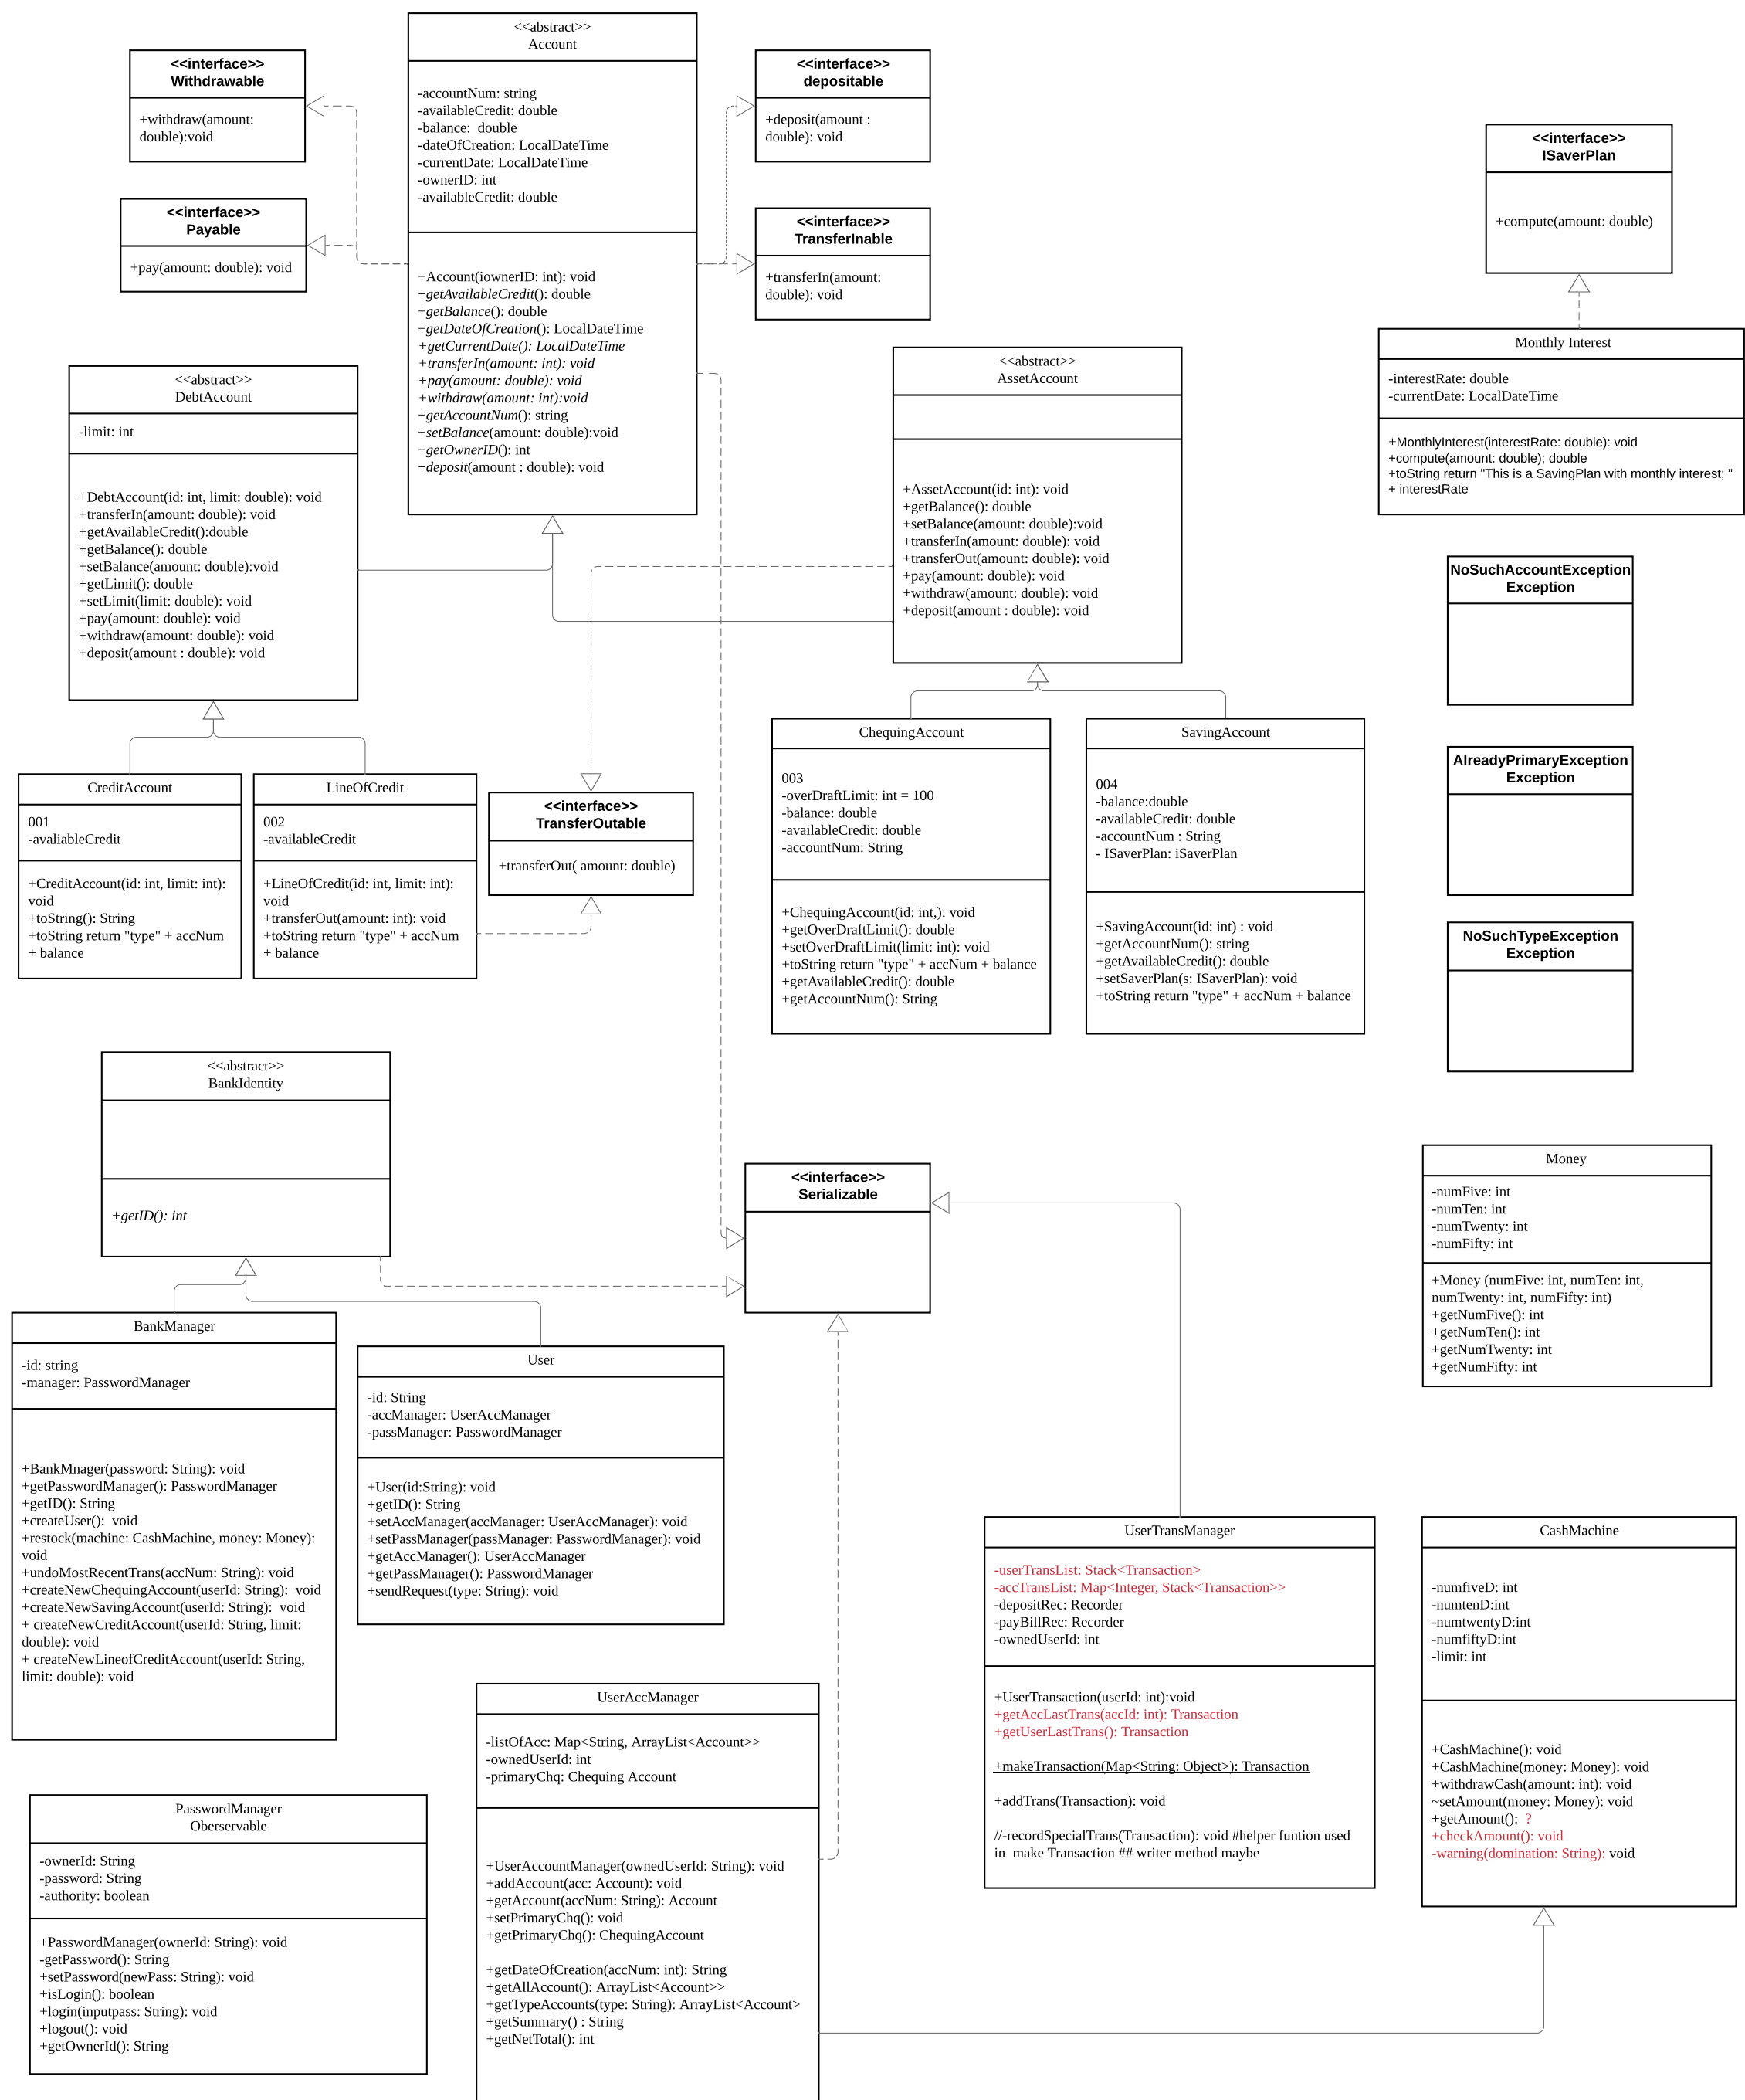 <<abstract>>
Account
-accountNum: string
-availableCredit: double
-balance:  double
-dateOfCreation: LocalDateTime
-currentDate: LocalDateTime
-ownerID: int
-availableCredit: double
+Account(iownerID: int): void
+getAvailableCredit(): double
+getBalance(): double
+getDateOfCreation(): LocalDateTime
+getCurrentDate(): LocalDateTime
+transferIn(amount: int): void
+pay(amount: double): void
+withdraw(amount: int):void
+getAccountNum(): string
+setBalance(amount: double):void
+getOwnerID(): int
+deposit(amount : double): void
<<interface>>
Withdrawable
+withdraw(amount:
double):void
<<interface>>
Payable
+pay(amount: double): void
<<interface>>
depositable
+deposit(amount :
double): void
<<interface>>
TransferInable
+transferIn(amount:
double): void
<<interface>>
ISaverPlan
+compute(amount: double)
Monthly Interest
-interestRate: double
-currentDate: LocalDateTime
+MonthlyInterest(interestRate: double): void
+compute(amount: double); double
+toString return "This is a SavingPlan with monthly interest; "
+ interestRate
<<abstract>>
DebtAccount
-limit: int
+DebtAccount(id: int, limit: double): void
+transferIn(amount: double): void
+getAvailableCredit():double
+getBalance(): double
+setBalance(amount: double):void
+getLimit(): double
+setLimit(limit: double): void
+pay(amount: double): void
+withdraw(amount: double): void
+deposit(amount : double): void
<<abstract>>
AssetAccount
+AssetAccount(id: int): void
+getBalance(): double
+setBalance(amount: double):void
+transferIn(amount: double): void
+transferOut(amount: double): void
+pay(amount: double): void
+withdraw(amount: double): void
+deposit(amount : double): void
NoSuchAccountException
Exception
AlreadyPrimaryException
Exception
NoSuchTypeException
Exception
CreditAccount
001
-avaliableCredit
+CreditAccount(id: int, limit: int):
void
+toString(): String
+toString return "type" + accNum
+ balance
LineOfCredit
002
-availableCredit
+LineOfCredit(id: int, limit: int):
void
+transferOut(amount: int): void
+toString return "type" + accNum
+ balance
<<interface>>
TransferOutable
+transferOut( amount: double)
ChequingAccount
003
-overDraftLimit: int = 100
-balance: double
-availableCredit: double
-accountNum: String
+ChequingAccount(id: int,): void
+getOverDraftLimit(): double
+setOverDraftLimit(limit: int): void
+toString return "type" + accNum + balance
+getAvailableCredit(): double
+getAccountNum(): String
SavingAccount
004
-balance:double
-availableCredit: double
-accountNum : String
- ISaverPlan: iSaverPlan
+SavingAccount(id: int) : void
+getAccountNum(): string
+getAvailableCredit(): double
+setSaverPlan(s: ISaverPlan): void
+toString return "type" + accNum + balance
<<abstract>>
BankIdentity
+getID(): int
<<interface>>
Serializable
Money
-numFive: int
-numTen: int
-numTwenty: int
-numFifty: int
+Money (numFive: int, numTen: int,
numTwenty: int, numFifty: int)
+getNumFive(): int
+getNumTen(): int
+getNumTwenty: int
+getNumFifty: int
BankManager
-id: string
-manager: PasswordManager
+BankMnager(password: String): void
+getPasswordManager(): PasswordManager
+getID(): String
+createUser():  void
+restock(machine: CashMachine, money: Money):
void
+undoMostRecentTrans(accNum: String): void
+createNewChequingAccount(userId: String):  void
+createNewSavingAccount(userId: String):  void
+ createNewCreditAccount(userId: String, limit:
double): void
+ createNewLineofCreditAccount(userId: String,
limit: double): void
User
-id: String
-accManager: UserAccManager
-passManager: PasswordManager
+User(id:String): void
+getID(): String
+setAccManager(accManager: UserAccManager): void
+setPassManager(passManager: PasswordManager): void
+getAccManager(): UserAccManager
+getPassManager(): PasswordManager
+sendRequest(type: String): void
UserTransManager
-userTransList: Stack<Transaction>
-accTransList: Map<Integer, Stack<Transaction>>
-depositRec: Recorder
-payBillRec: Recorder
-ownedUserId: int
+UserTransaction(userId: int):void
+getAccLastTrans(accId: int): Transaction
+getUserLastTrans(): Transaction
+makeTransaction(Map<String: Object>): Transaction
+addTrans(Transaction): void
//-recordSpecialTrans(Transaction): void #helper funtion used
in  make Transaction ## writer method maybe
CashMachine
-numfiveD: int
-numtenD:int
-numtwentyD:int
-numfiftyD:int
-limit: int
+CashMachine(): void
+CashMachine(money: Money): void
+withdrawCash(amount: int): void
~setAmount(money: Money): void
+getAmount():  ?
+checkAmount(): void
-warning(domination: String): void
UserAccManager
-listOfAcc: Map<String, ArrayList<Account>>
-ownedUserId: int
-primaryChq: Chequing Account
+UserAccountManager(ownedUserId: String): void
+addAccount(acc: Account): void
+getAccount(accNum: String): Account
+setPrimaryChq(): void
+getPrimaryChq(): ChequingAccount
+getDateOfCreation(accNum: int): String
+getAllAccount(): ArrayList<Account>>
+getTypeAccounts(type: String): ArrayList<Account>
+getSummary() : String
+getNetTotal(): int
PasswordManager
Oberservable
-ownerId: String
-password: String
-authority: boolean
+PasswordManager(ownerId: String): void
-getPassword(): String
+setPassword(newPass: String): void
+isLogin(): boolean
+login(inputpass: String): void
+logout(): void
+getOwnerId(): String